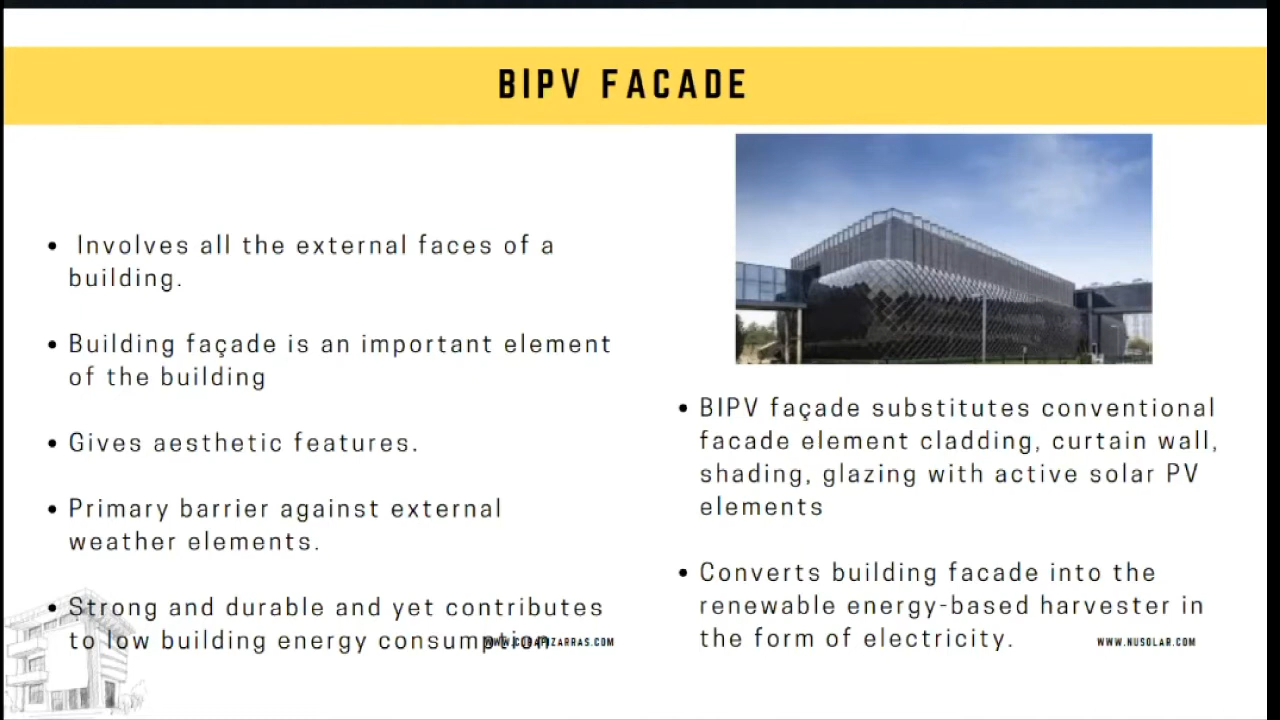 BIPV FACADE
• Involves all the external faces of a
building.
• Building façade is an important element
of the building
• Gives aesthetic features.
• Primary barrier against external
weather elements.
• Strong and durable and yet contributes
to low building energy consumption.
• BIPV façade substitutes conventional
facade element cladding, curtain wall,
shading, glazing with active solar PV
elements
• Converts building facade into the
renewable energy-based harvester in
the form of electricity.
WWW.NUSOLAR.COM